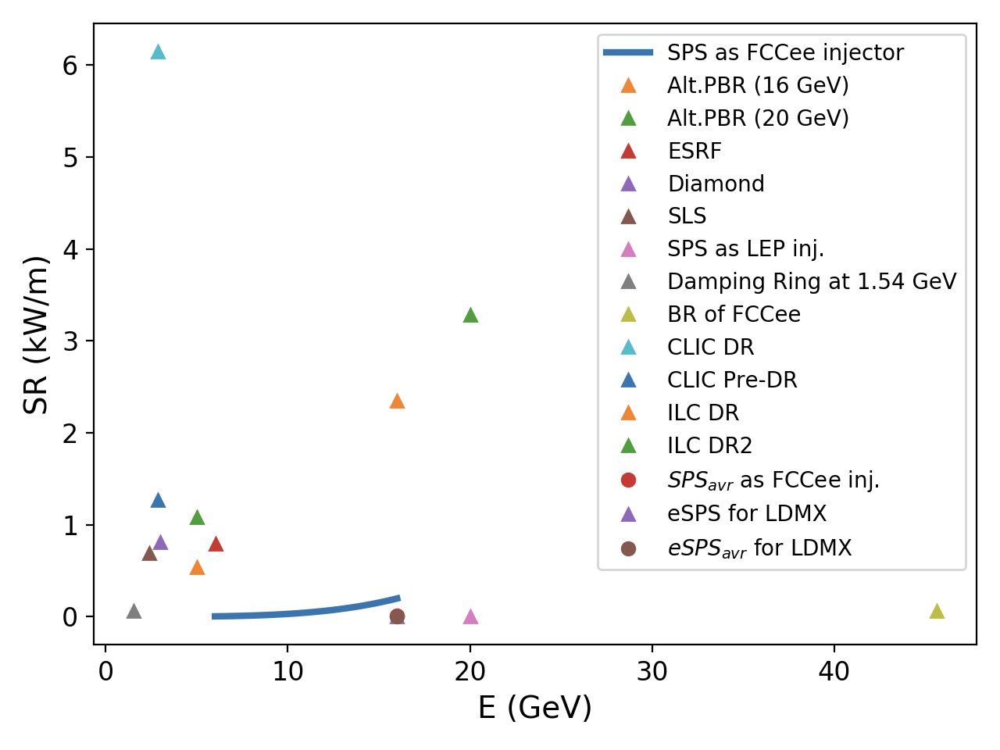 SPS as FCCee injector
Alt.PBR (16 GeV)
Alt.PBR (20 GeV)
ESRF
Diamond
SLS
SPS as LEP inj.
Damping Ring at 1.54 GeV
BR of FCCee
CLIC DR
CLIC Pre-DR
ILC DR
ILC DR2
SPS_avr as FCCee inj.
eSPS for LDMX
eSPS_avr for LDMX
6
5
4
3
2
1
0
SR (kW/m)
0 10 20 30 40
E (GeV)